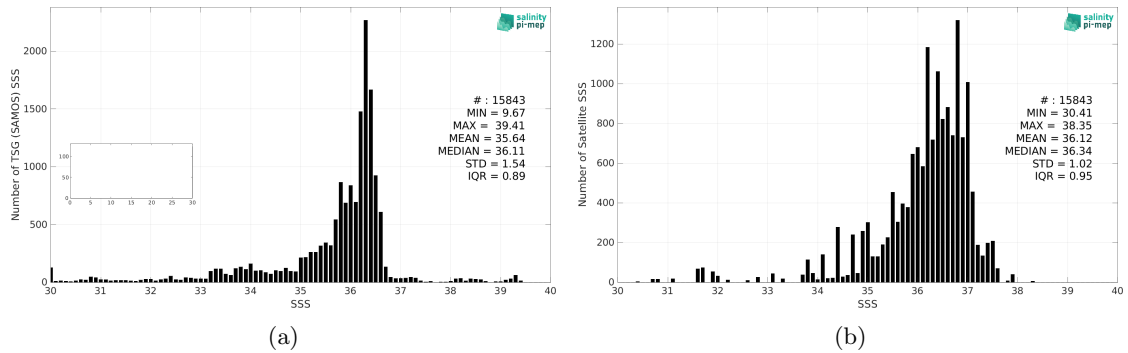 salinity
pi-mep
Number of TSG (SAMOS) SSS
2000
1500
1000
500
0
# : 15843
MIN = 9.67
MAX = 39.41
MEAN = 35.64
MEDIAN = 36.11
STD = 1.54
IQR = 0.89
100
50
0
0 5 10 15 20 25 30
30 31 32 33 34 35 36 37 38 39 40
SSS
(a)
salinity
pi-mep
Number of Satellite SSS
1200
1000
800
600
400
200
0
# : 15843
MIN = 30.41
MAX = 38.35
MEAN = 36.12
MEDIAN = 36.34
STD = 1.02
IQR = 0.95
30 31 32 33 34 35 36 37 38 39 40
SSS
(b)